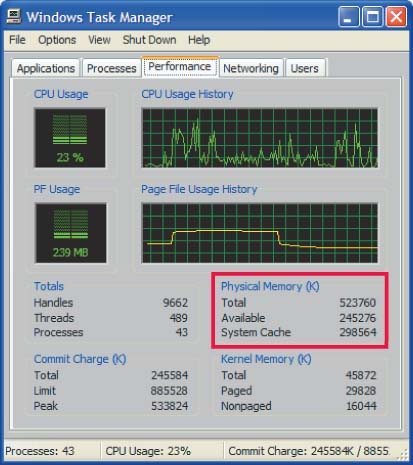 Windows Task Manager
File Options View Shut Down Help
Applications Processes Performance Networking Users
CPU Usage
CPU Usage History
23 %
PF Usage
Page File Usage History
239 MB
Totals
Handles 9662
Threads 489
Processes 43
Physical Memory (K)
Total 523760
Available 245276
System Cache 298564
Commit Charge (K)
Total 245584
Limit 885528
Peak 533824
Kernel Memory (K)
Total 45872
Paged 29828
Nonpaged 16044
Processes: 43 CPU Usage: 23% Commit Charge: 245584K / 8855